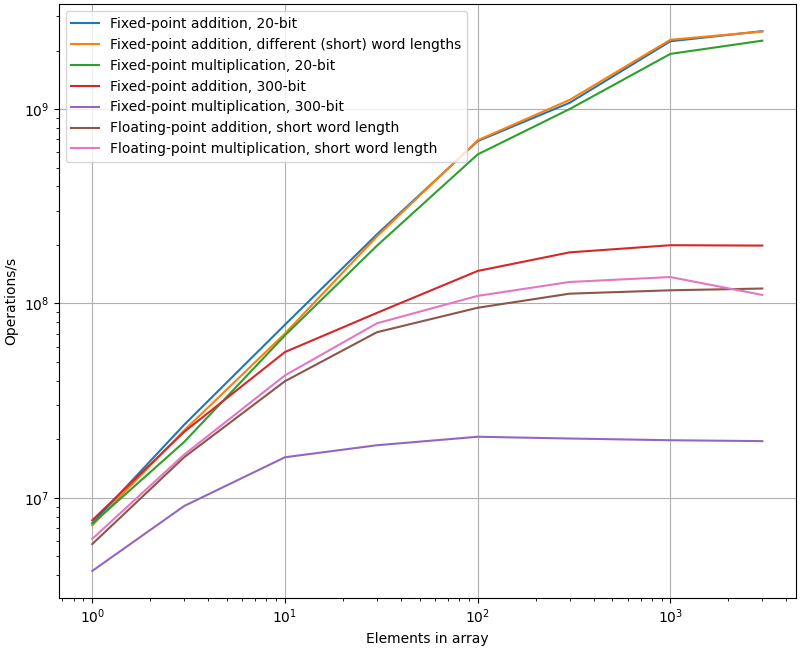 Fixed-point addition, 20-bit
Fixed-point addition, different (short) word lengths
Fixed-point multiplication, 20-bit
Fixed-point addition, 300-bit
Fixed-point multiplication, 300-bit
Floating-point addition, short word length
Floating-point multiplication, short word length
10⁹
10⁸
10⁷
Operations/s
10⁰ 10¹ 10² 10³
Elements in array